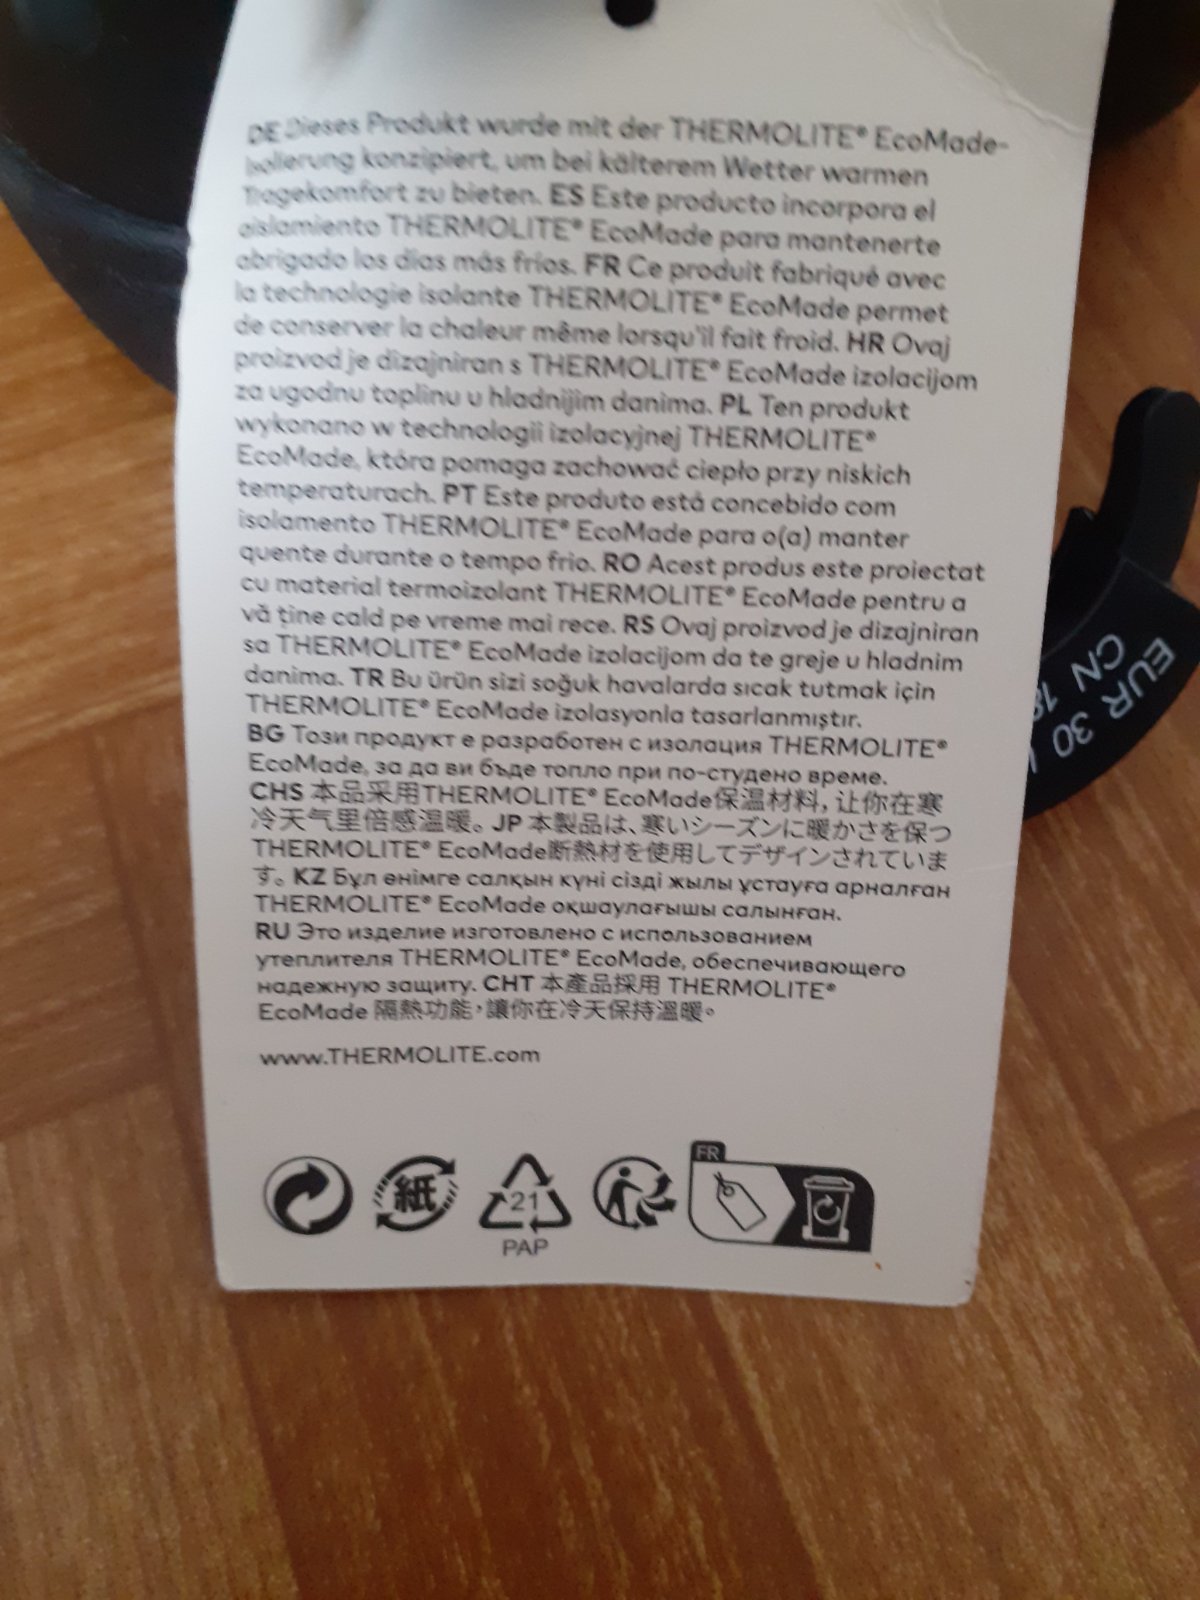 DE Dieses Produkt wurde mit der THERMOLITE® EcoMade-
Isolierung konzipiert, um bei kälterem Wetter warmen
Tragekomfort zu bieten. ES Este producto incorpora el
aislamiento THERMOLITE® EcoMade para mantenerte
abrigado los días más fríos. FR Ce produit fabriqué avec
la technologie isolante THERMOLITE® EcoMade permet
de conserver la chaleur même lorsqu'il fait froid. HR Ovaj
proizvod je dizajniran s THERMOLITE® EcoMade izolacijom
za ugodnu toplinu u hladnijim danima. PL Ten produkt
wykonano w technologii izolacyjnej THERMOLITE®
EcoMade, która pomaga zachować ciepło przy niskich
temperaturach. PT Este produto está concebido com
isolamento THERMOLITE® EcoMade para o(a) manter
quente durante o tempo frio. RO Acest produs este proiectat
cu material termoizolant THERMOLITE® EcoMade pentru a
vă ține cald pe vreme mai rece. RS Ovaj proizvod je dizajniran
sa THERMOLITE® EcoMade izolacijom da te greje u hladnim
danima. TR Bu ürün sizi soğuk havalarda sıcak tutmak için
THERMOLITE® EcoMade izolasyonla tasarlanmıştır.
BG Този продукт е разработен с изолация THERMOLITE®
EcoMade, за да ви бъде топло при по-студено време.
CHS 本品采用THERMOLITE® EcoMade保温材料，让你在寒
冷天气里倍感温暖。JP 本製品は、寒いシーズンに暖かさを保つ
THERMOLITE® EcoMade断熱材を使用してデザインされていま
す。KZ Бұл өнімге салқын күні сізді жылы ұстауға арналған
THERMOLITE® EcoMade оқшаулағышы салынған.
RU Это изделие изготовлено с использованием
утеплителя THERMOLITE® EcoMade, обеспечивающего
надежную защиту. CHT 本產品採用 THERMOLITE®
EcoMade 隔熱功能，讓你在冷天保持溫暖。
www.THERMOLITE.com
紙
21
PAP
FR
EUR 30
CN